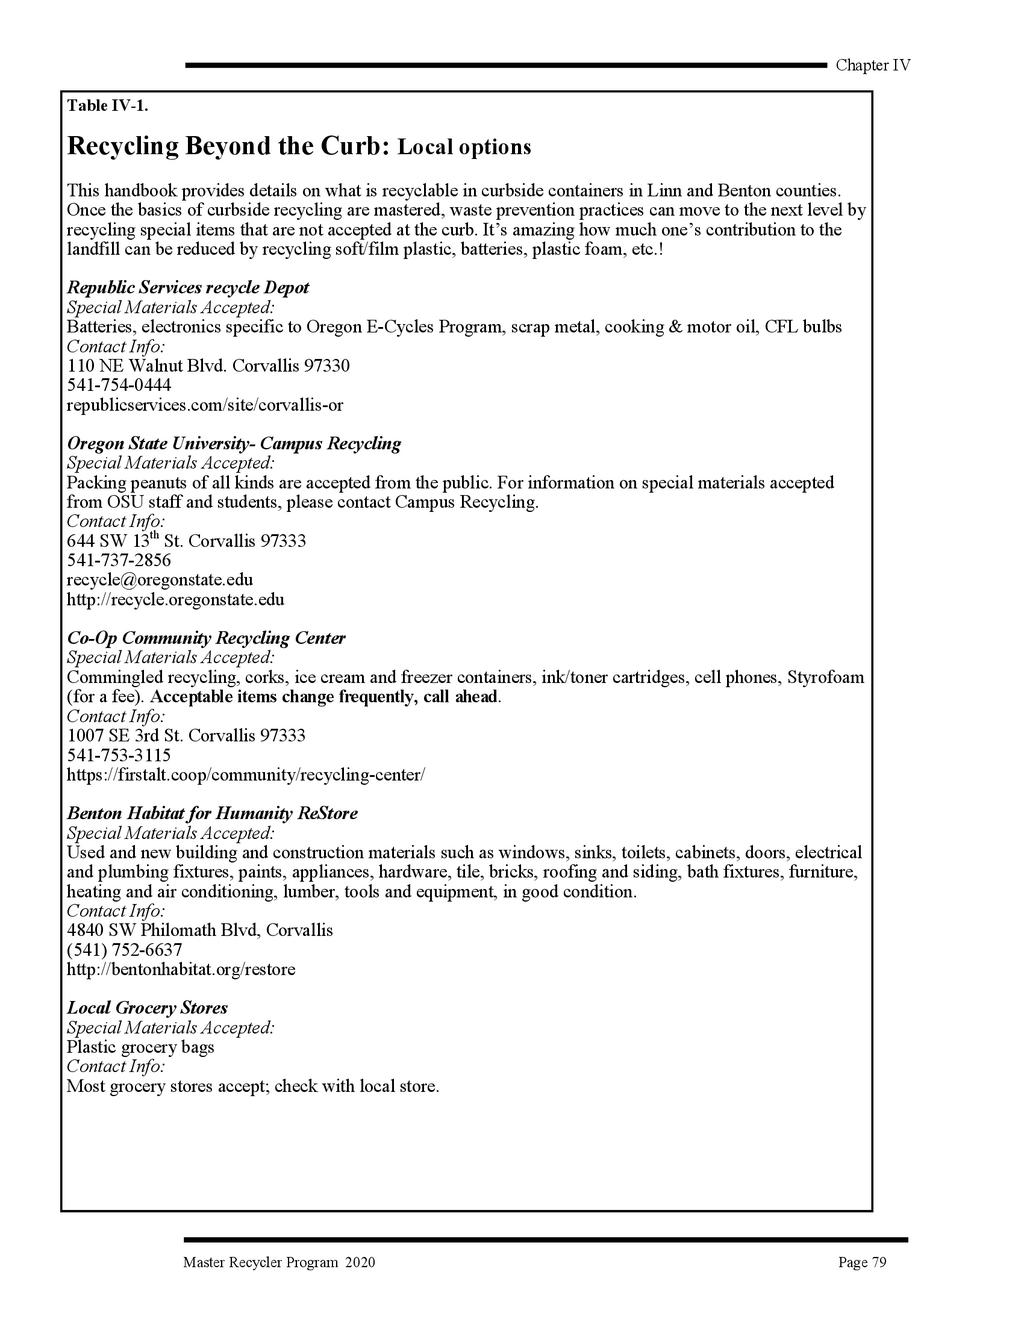 Chapter IV
Table IV-1.
Recycling Beyond the Curb: Local options
This handbook provides details on what is recyclable in curbside containers in Linn and Benton counties.
Once the basics of curbside recycling are mastered, waste prevention practices can move to the next level by
recycling special items that are not accepted at the curb. It’s amazing how much one’s contribution to the
landfill can be reduced by recycling soft/film plastic, batteries, plastic foam, etc.!
Republic Services recycle Depot
Special Materials Accepted:
Batteries, electronics specific to Oregon E-Cycles Program, scrap metal, cooking & motor oil, CFL bulbs
Contact Info:
110 NE Walnut Blvd. Corvallis 97330
541-754-0444
republicservices.com/site/corvallis-or
Oregon State University- Campus Recycling
Special Materials Accepted:
Packing peanuts of all kinds are accepted from the public. For information on special materials accepted
from OSU staff and students, please contact Campus Recycling.
Contact Info:
644 SW 13th St. Corvallis 97333
541-737-2856
recycle@oregonstate.edu
http://recycle.oregonstate.edu
Co-Op Community Recycling Center
Special Materials Accepted:
Commingled recycling, corks, ice cream and freezer containers, ink/toner cartridges, cell phones, Styrofoam
(for a fee). Acceptable items change frequently, call ahead.
Contact Info:
1007 SE 3rd St. Corvallis 97333
541-753-3115
https://firstalt.coop/community/recycling-center/
Benton Habitat for Humanity ReStore
Special Materials Accepted:
Used and new building and construction materials such as windows, sinks, toilets, cabinets, doors, electrical
and plumbing fixtures, paints, appliances, hardware, tile, bricks, roofing and siding, bath fixtures, furniture,
heating and air conditioning, lumber, tools and equipment, in good condition.
Contact Info:
4840 SW Philomath Blvd, Corvallis
(541) 752-6637
http://bentonhabitat.org/restore
Local Grocery Stores
Special Materials Accepted:
Plastic grocery bags
Contact Info:
Most grocery stores accept; check with local store.
Master Recycler Program 2020
Page 79